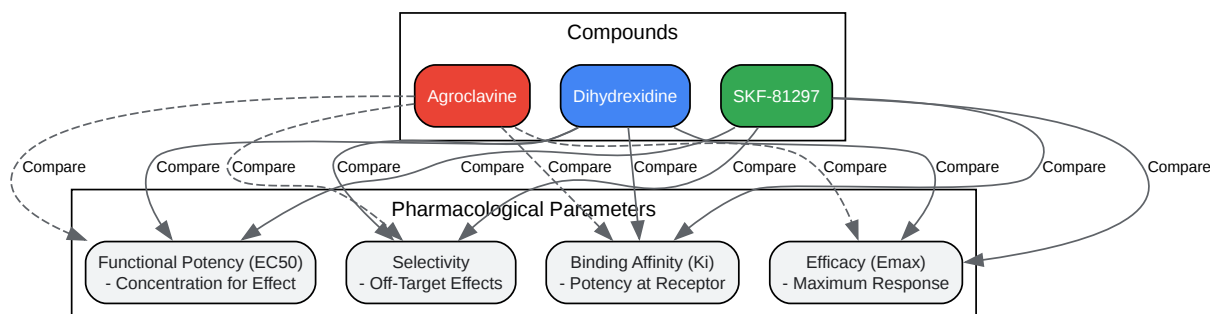 Compounds
Agroclavine
Dihydrexidine
SKF-81297
Compare
Compare
Compare
Compare
Compare
Compare
Compare
Compare
Compare
Compare
Compare
Compare
Pharmacological Parameters
Functional Potency (EC50)
- Concentration for Effect
Selectivity
- Off-Target Effects
Binding Affinity (Ki)
- Potency at Receptor
Efficacy (Emax)
- Maximum Response